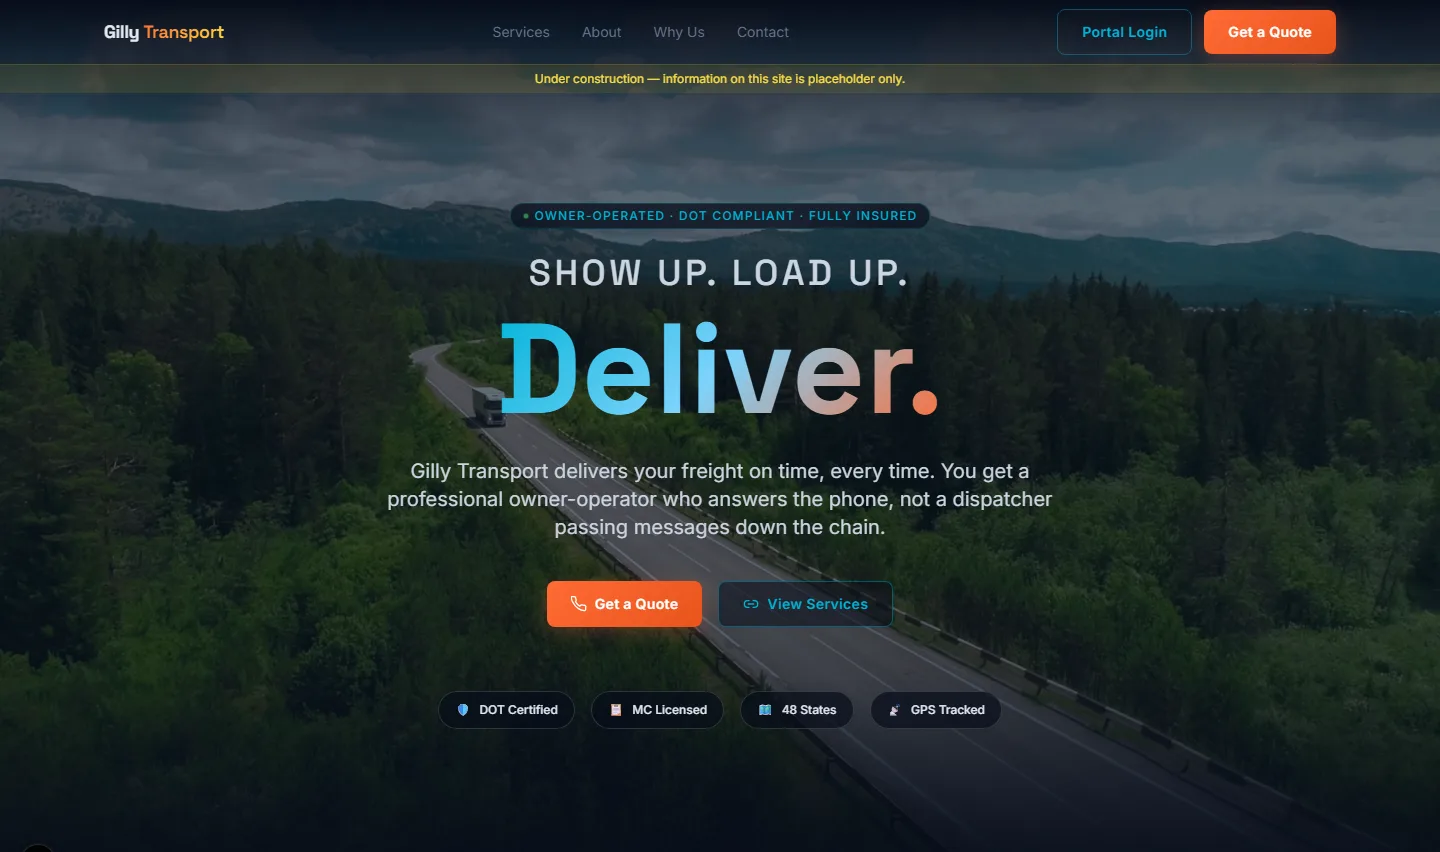 Gilly Transport
Services
About
Why Us
Contact
Portal Login
Get a Quote
Under construction — information on this site is placeholder only.
OWNER-OPERATED · DOT COMPLIANT · FULLY INSURED
SHOW UP. LOAD UP.
Deliver.
Gilly Transport delivers your freight on time, every time. You get a
professional owner-operator who answers the phone, not a dispatcher
passing messages down the chain.
Get a Quote
View Services
DOT Certified
MC Licensed
48 States
GPS Tracked